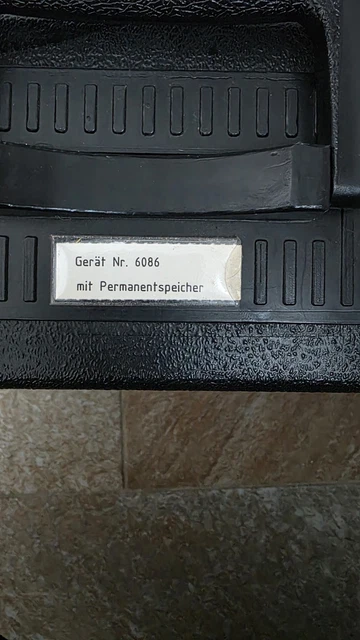 Gerät Nr. 6086
mit Permanentspeicher